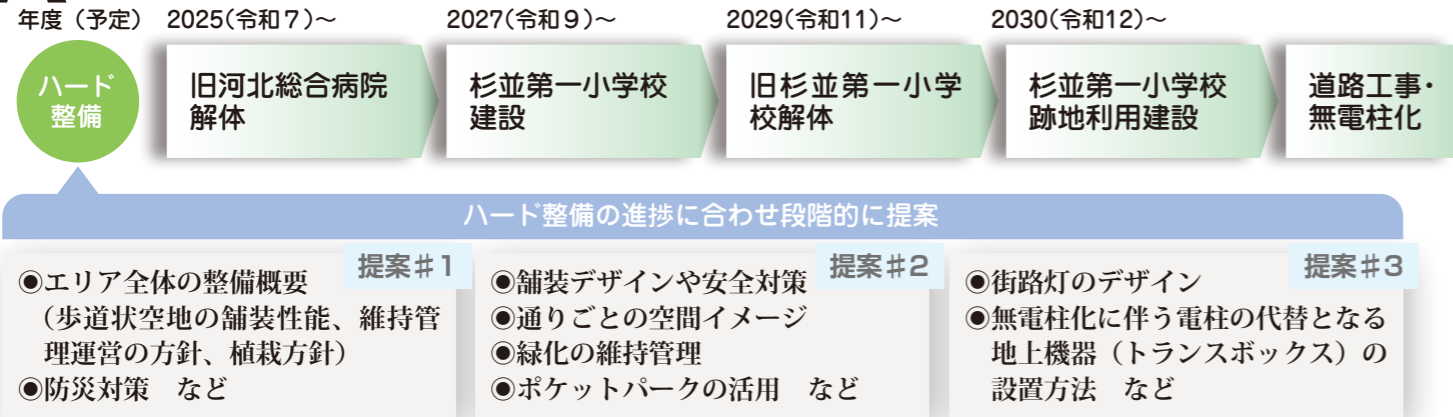 年度（予定） 2025(令和７)～ 2027(令和９)～ 2029(令和11)～ 2030(令和12)～
ハード
整備
旧河北総合病院
解体
杉並第一小学校
建設
旧杉並第一小学
校解体
杉並第一小学校
跡地利用建設
道路工事・
無電柱化
ハード整備の進捗に合わせ段階的に提案
提案＃1
◉エリア全体の整備概要
（歩道状空地の舗装性能、維持管
理運営の方針、植栽方針）
◉防災対策　など
提案＃2
◉舗装デザインや安全対策
◉通りごとの空間イメージ
◉緑化の維持管理
◉ポケットパークの活用　など
提案＃3
◉街路灯のデザイン
◉無電柱化に伴う電柱の代替となる
地上機器（トランスボックス）の
設置方法　など